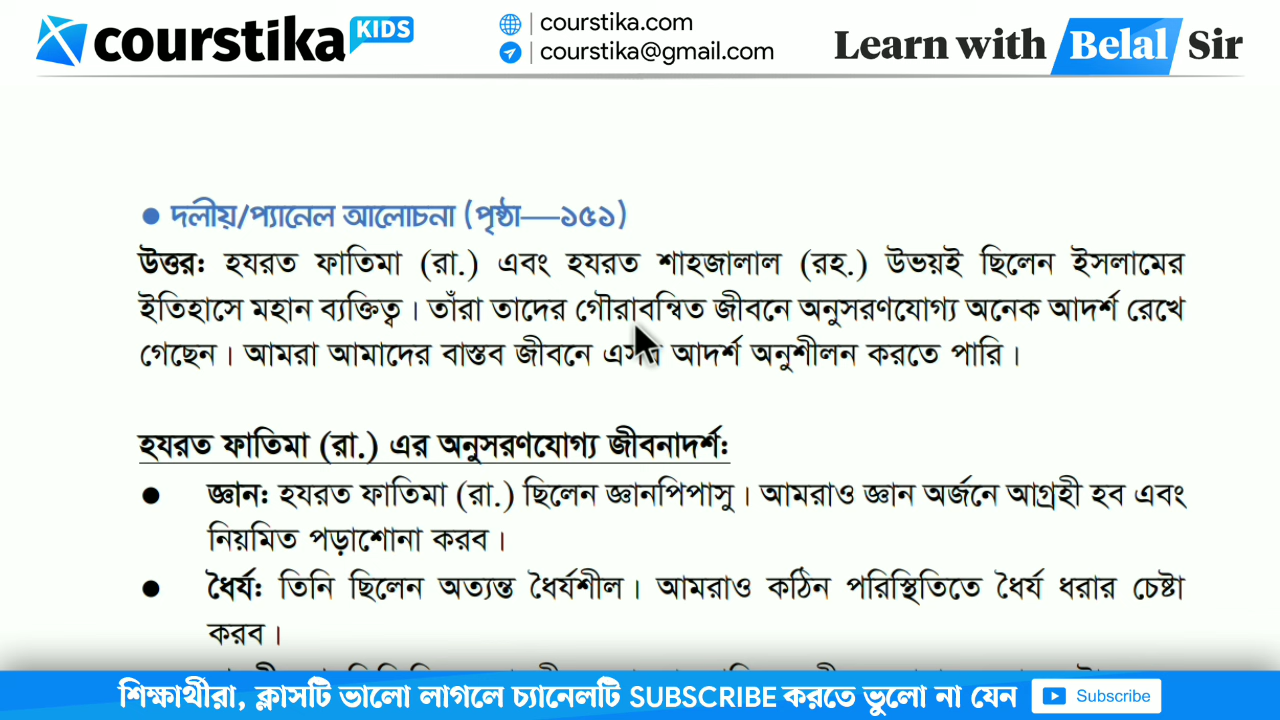 courstika KIDS
courstika.com
courstika@gmail.com
Learn with Belal Sir
● দলীয়/প্যানেল আলোচনা (পৃষ্ঠা—১৫১)
উত্তর: হযরত ফাতিমা (রা.) এবং হযরত শাহজালাল (রহ.) উভয়ই ছিলেন ইসলামের
ইতিহাসে মহান ব্যক্তিত্ব। তাঁরা তাদের গৌরাবন্বিত জীবনে অনুসরণযোগ্য অনেক আদর্শ রেখে
গেছেন। আমরা আমাদের বাস্তব জীবনে আদর্শ অনুশীলন করতে পারি।
হযরত ফাতিমা (রা.) এর অনুসরণযোগ্য জীবনাদর্শ:
● জ্ঞান: হযরত ফাতিমা (রা.) ছিলেন জ্ঞানপিপাসু। আমরাও জ্ঞান অর্জনে আগ্রহী হব এবং
নিয়মিত পড়াশোনা করব।
● ধৈর্য: তিনি ছিলেন অত্যন্ত ধৈর্যশীল। আমরাও কঠিন পরিস্থিতিতে ধৈর্য ধরার চেষ্টা
করব।
শিক্ষার্থীরা, ক্লাসটি ভালো লাগলে চ্যানেলটি SUBSCRIBE করতে ভুলো না যেন
Subscribe